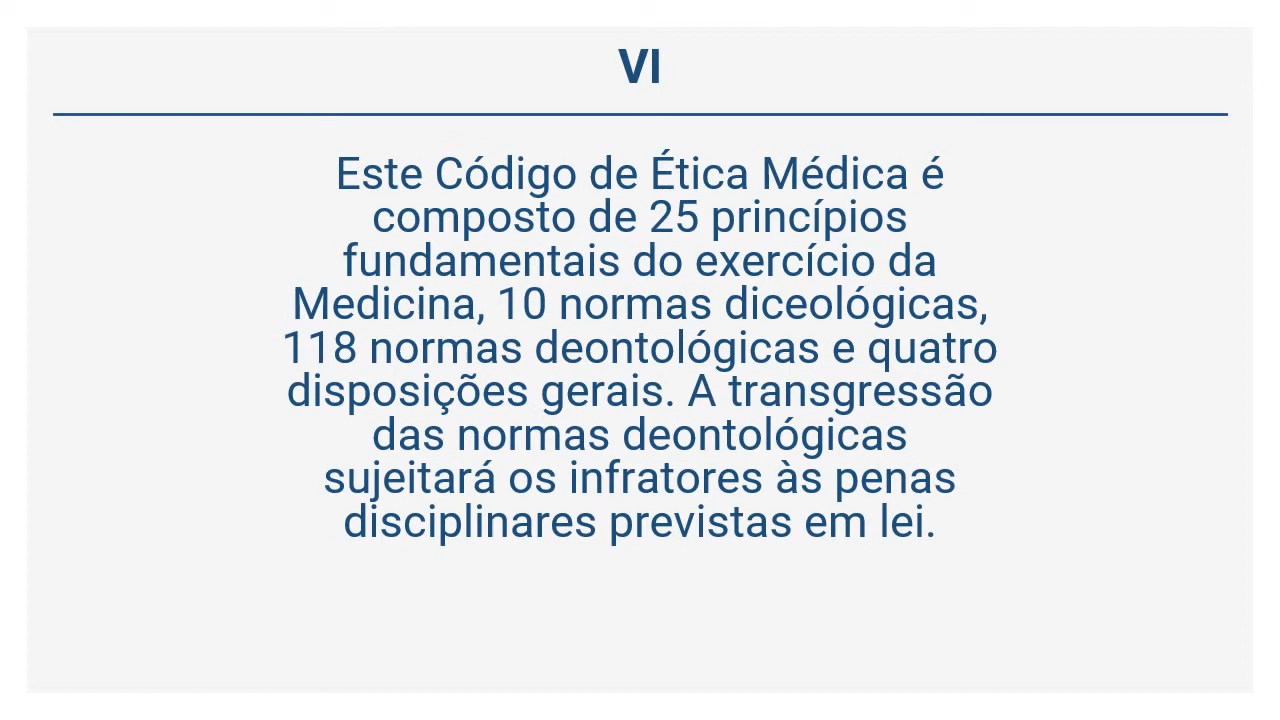 VI
Este Código de Ética Médica é
composto de 25 princípios
fundamentais do exercício da
Medicina, 10 normas diceológicas,
118 normas deontológicas e quatro
disposições gerais. A transgressão
das normas deontológicas
sujeitará os infratores às penas
disciplinares previstas em lei.